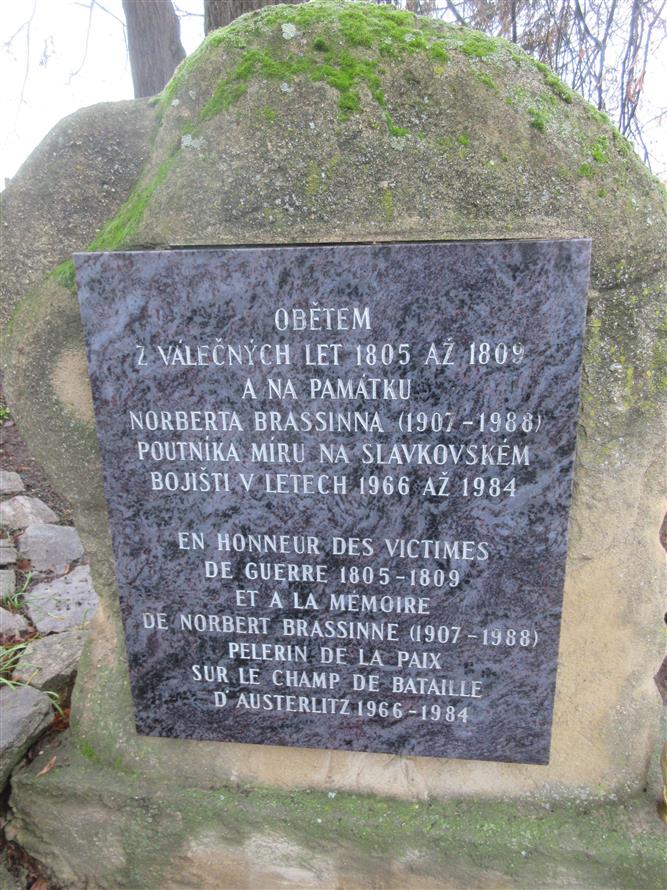 OBĚTEM
Z VÁLEČNÝCH LET 1805 AŽ 1809
A NA PAMÁTKU
NORBERTA BRASSINNA (1907-1988)
POUTNÍKA MÍRU NA SLAVKOVSKÉM
BOJIŠTI V LETECH 1966 AŽ 1984
EN HONNEUR DES VICTIMES
DE GUERRE 1805-1809
ET A LA MÉMOIRE
DE NORBERT BRASSINNE (1907-1988)
PELERIN DE LA PAIX
SUR LE CHAMP DE BATAILLE
D'AUSTERLITZ 1966-1984